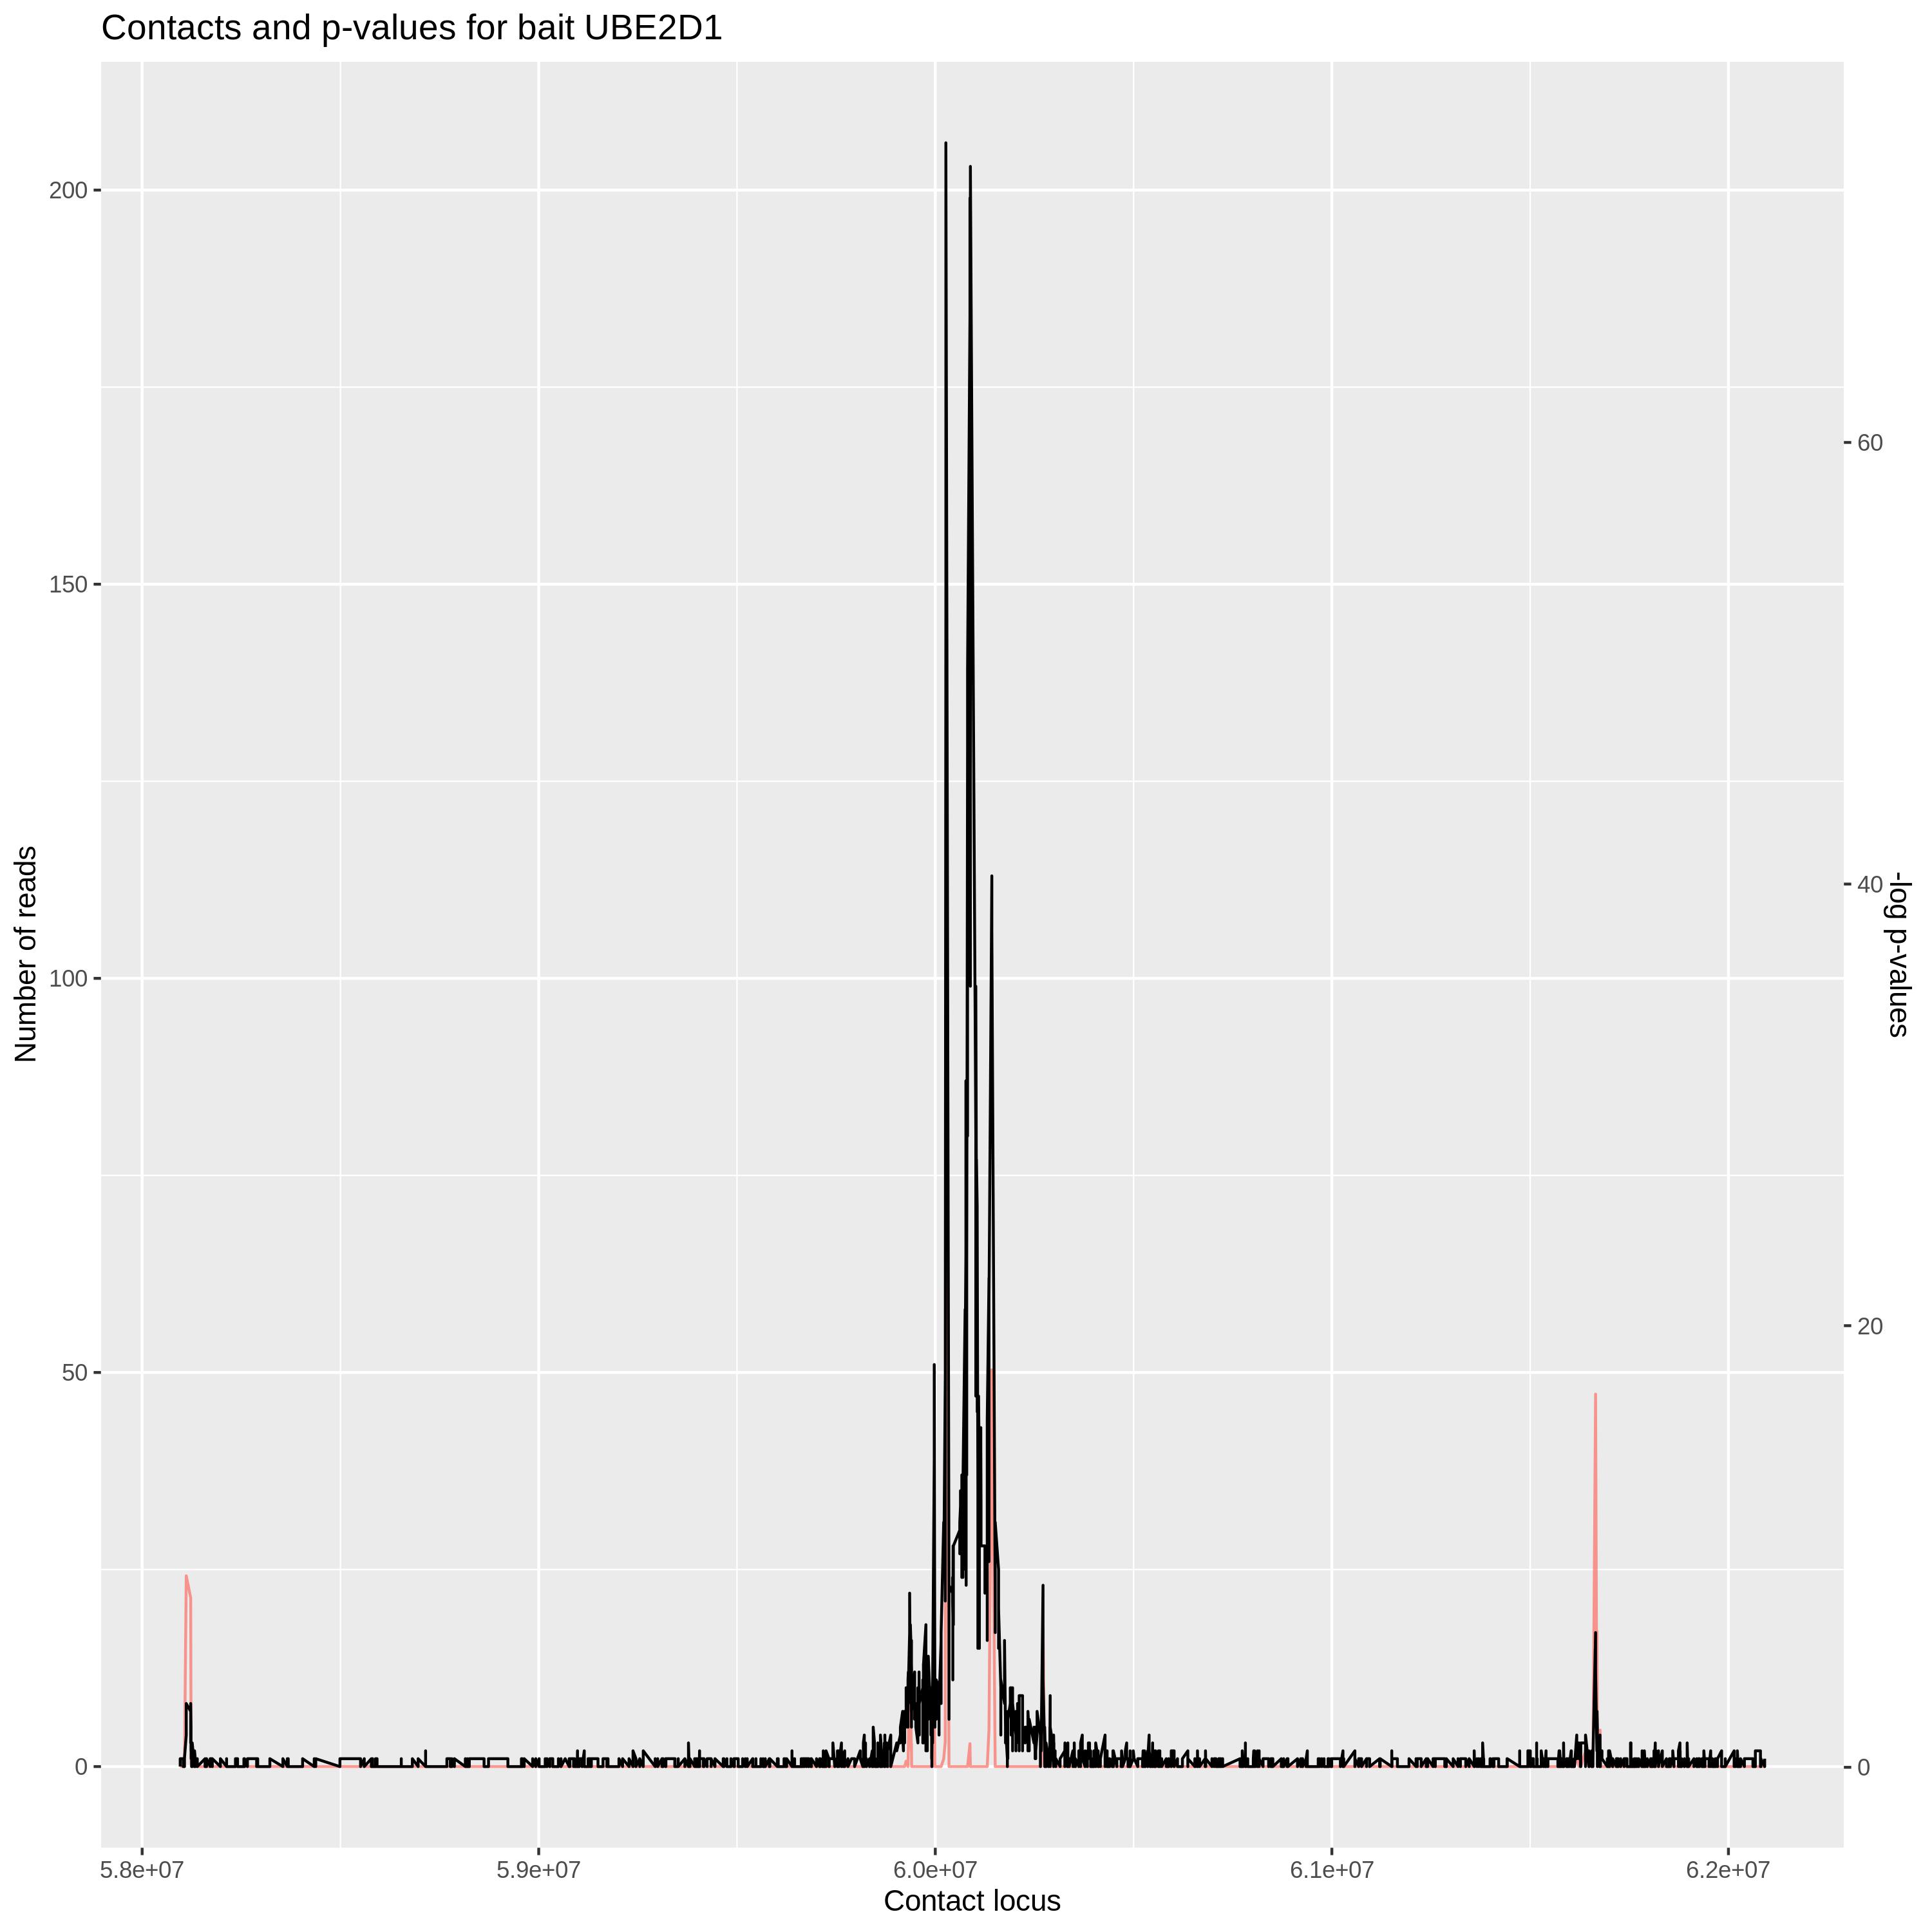 Contacts and p-values for bait UBE2D1
200
150
100
50
0
Number of reads
60
40
20
0
-log p-values
5.8e+07
5.9e+07
6.0e+07
6.1e+07
6.2e+07
Contact locus